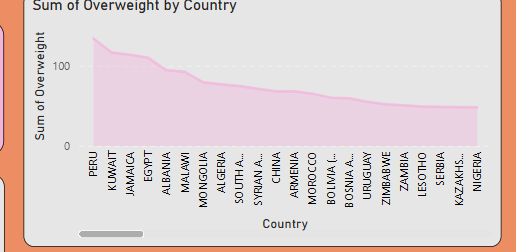 Sum of Overweight by Country
Sum of Overweight
100
0
PERU
KUWAIT
JAMAICA
EGYPT
ALBANIA
MALAWI
MONGOLIA
ALGERIA
SOUTH A...
SYRIAN A...
CHINA
ARMENIA
MOROCCO
BOLIVIA (...
BOSNIA A...
URUGUAY
ZIMBABWE
ZAMBIA
LESOTHO
SERBIA
KAZAKHS...
NIGERIA
Country